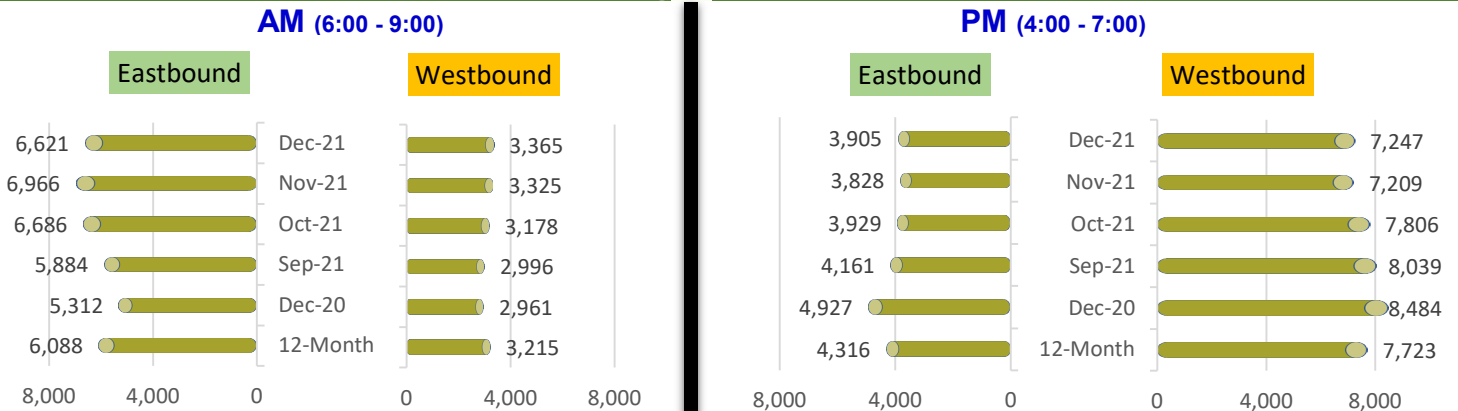 AM (6:00 - 9:00)
Eastbound Westbound
6,621 Dec-21 3,365
6,966 Nov-21 3,325
6,686 Oct-21 3,178
5,884 Sep-21 2,996
5,312 Dec-20 2,961
6,088 12-Month 3,215
8,000 4,000 0 0 4,000 8,000
PM (4:00 - 7:00)
Eastbound Westbound
3,905 Dec-21 7,247
3,828 Nov-21 7,209
3,929 Oct-21 7,806
4,161 Sep-21 8,039
4,927 Dec-20 8,484
4,316 12-Month 7,723
8,000 4,000 0 0 4,000 8,000